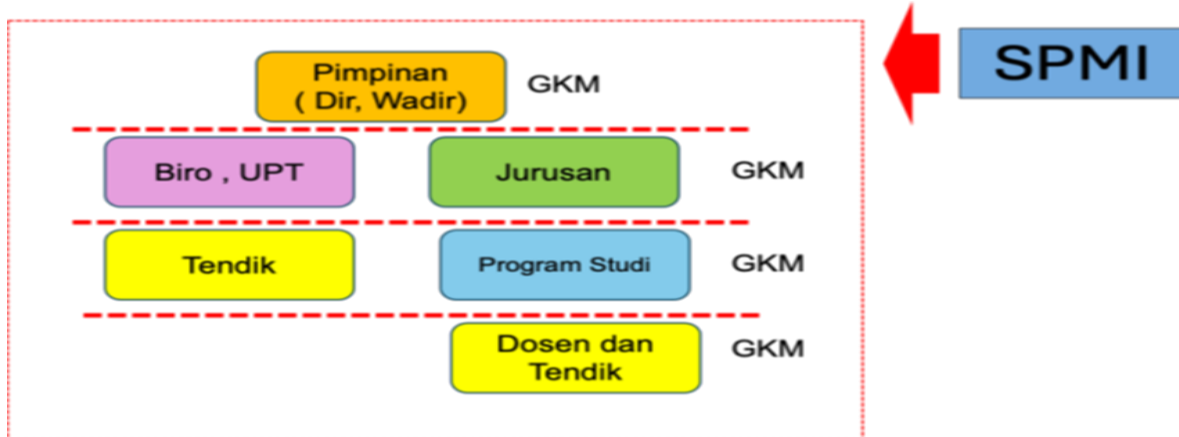 SPMI
Pimpinan
( Dir, Wadir)
GKM
Biro , UPT
Jurusan
GKM
Tendik
Program Studi
GKM
Dosen dan
Tendik
GKM